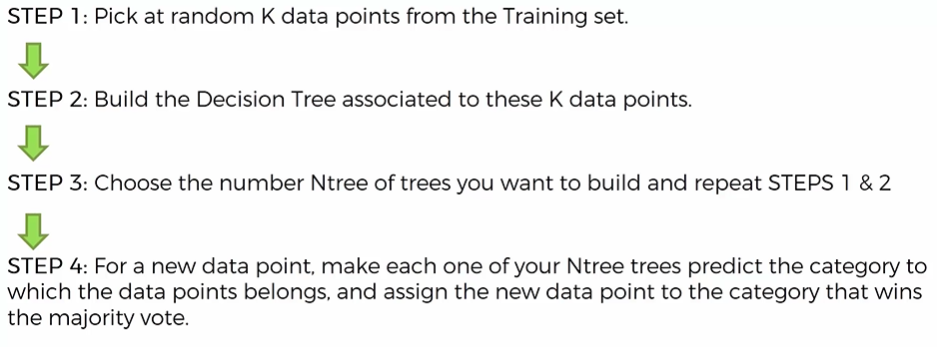 STEP 1: Pick at random K data points from the Training set.
STEP 2: Build the Decision Tree associated to these K data points.
STEP 3: Choose the number Ntree of trees you want to build and repeat STEPS 1 & 2
STEP 4: For a new data point, make each one of your Ntree trees predict the category to
which the data points belongs, and assign the new data point to the category that wins
the majority vote.